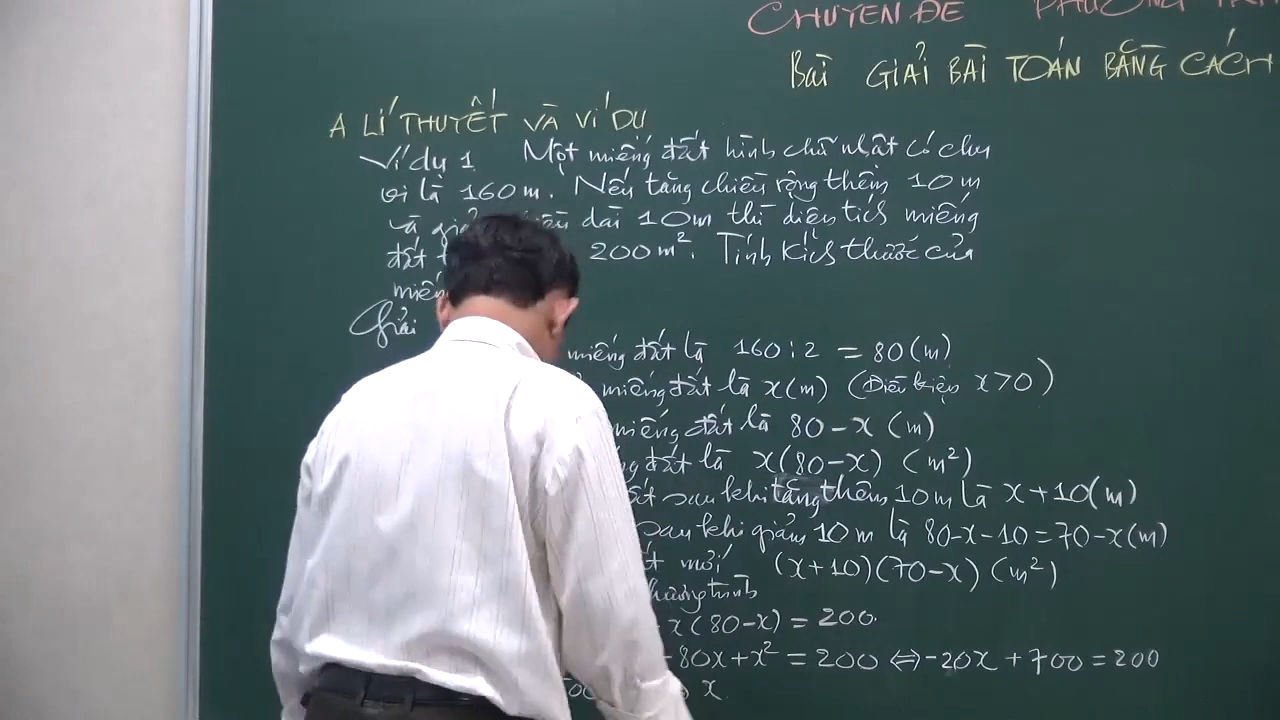 CHUYÊN ĐỀ PHƯƠNG TRÌ
Bài GIẢI BÀI TOÁN BẰNG CÁCH
A LÍ THUYẾT VÀ VÍ DỤ
Ví dụ 1 Một miếng đất hình chữ nhật có chu
vi là 160 m. Nếu tăng chiều rộng thêm 10 m
và giả dài 10m thì diện tích miếng
đất t 200 m². Tính kích thước của
miến
Giải
miếng đất là 160 : 2 = 80 (m)
miếng đất là x(m) (Điều kiện x>0)
miếng đất là 80-x (m)
đất là x(80-x) (m²)
sau khi tăng thêm 10m là x+10(m)
sau khi giảm 10m là 80-x-10=70-x(m)
mới (x+10)(70-x) (m²)
hương trình
x(80-x) = 200.
-80x+x² = 200 ⇔ -20x+700=200
x